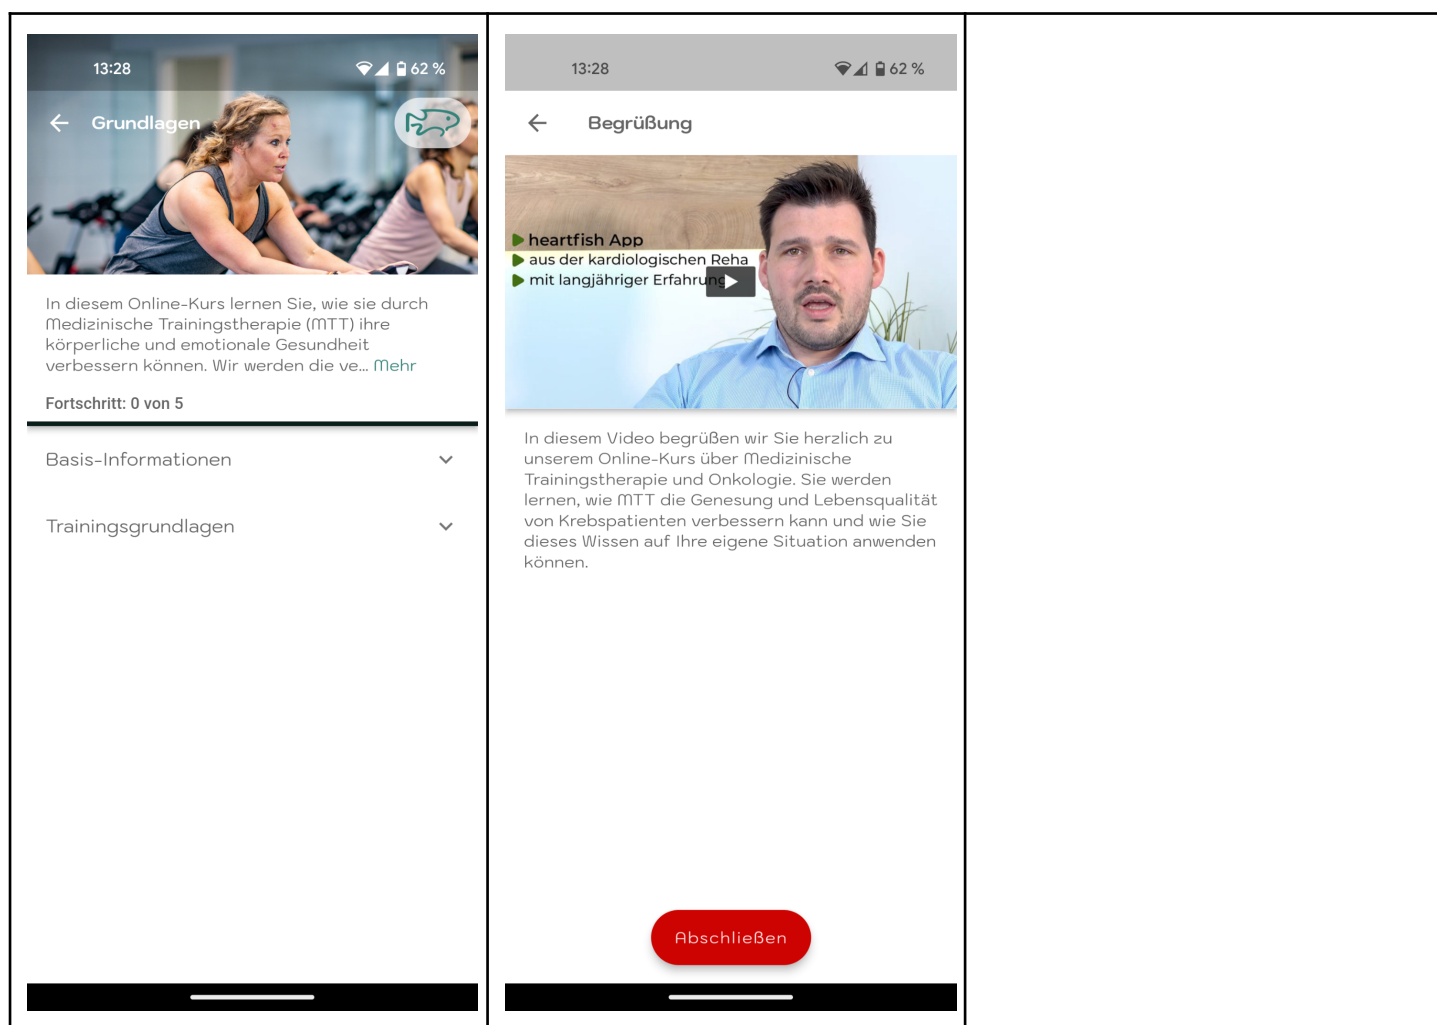 13:28
62 %
Grundlagen
In diesem Online-Kurs lernen Sie, wie sie durch
Medizinische Trainingstherapie (MTT) ihre
körperliche und emotionale Gesundheit
verbessern können. Wir werden die ve... Mehr
Fortschritt: 0 von 5
Basis-Informationen
Trainingsgrundlagen
13:28
62 %
Begrüßung
heartfish App
aus der kardiologischen Reha
mit langjähriger Erfahrung
In diesem Video begrüßen wir Sie herzlich zu
unserem Online-Kurs über Medizinische
Trainingstherapie und Onkologie. Sie werden
lernen, wie MTT die Genesung und Lebensqualität
von Krebspatienten verbessern kann und wie Sie
dieses Wissen auf Ihre eigene Situation anwenden
können.
Abschließen